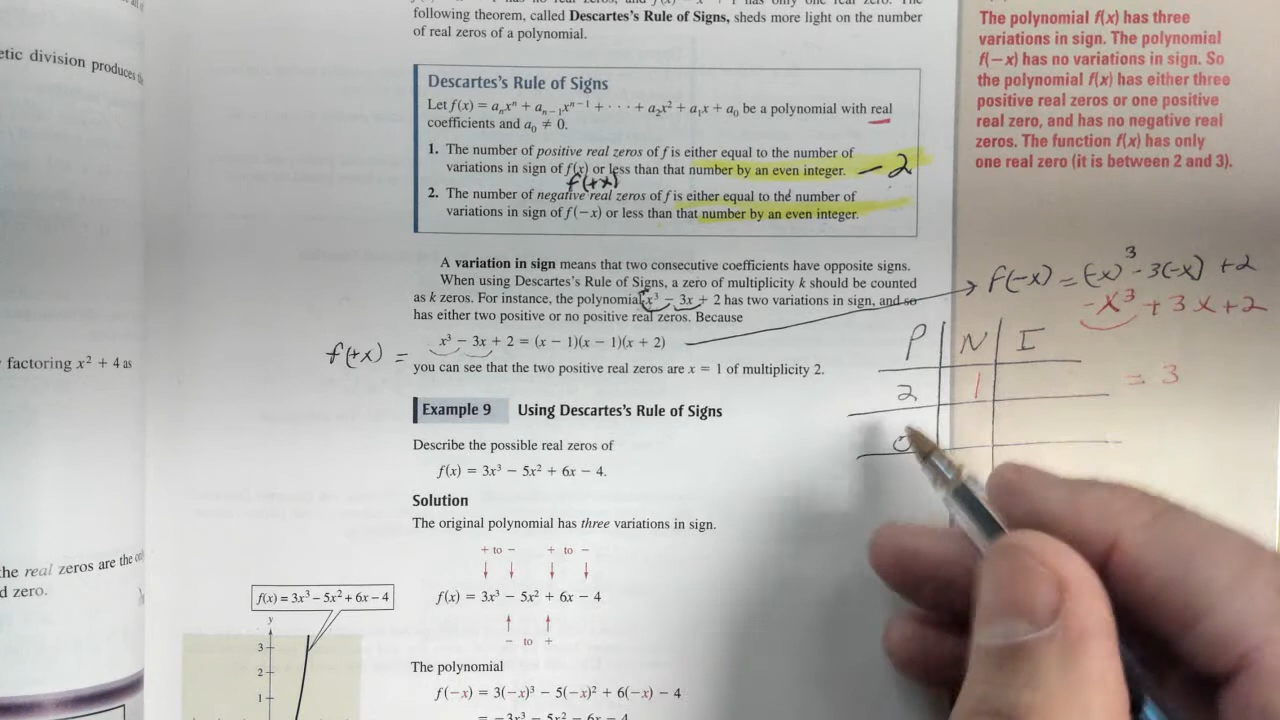 following theorem, called Descartes's Rule of Signs, sheds more light on the number
of real zeros of a polynomial.
Descartes's Rule of Signs
Let f(x) = aₙxⁿ + aₙ₋₁xⁿ⁻¹ + · · · + a₂x² + a₁x + a₀ be a polynomial with real
coefficients and a₀ ≠ 0.
1. The number of positive real zeros of f is either equal to the number of
variations in sign of f(x) or less than that number by an even integer. – 2
f(+x)
2. The number of negative real zeros of f is either equal to the number of
variations in sign of f(−x) or less than that number by an even integer.
A variation in sign means that two consecutive coefficients have opposite signs.
When using Descartes's Rule of Signs, a zero of multiplicity k should be counted
as k zeros. For instance, the polynomial x³ − 3x + 2 has two variations in sign, and so
has either two positive or no positive real zeros. Because
f(+x) = x³ − 3x + 2 = (x − 1)(x − 1)(x + 2)
you can see that the two positive real zeros are x = 1 of multiplicity 2.
Example 9 Using Descartes's Rule of Signs
Describe the possible real zeros of
f(x) = 3x³ − 5x² + 6x − 4.
Solution
The original polynomial has three variations in sign.
+ to − + to −
f(x) = 3x³ − 5x² + 6x − 4
− to +
The polynomial
f(−x) = 3(−x)³ − 5(−x)² + 6(−x) − 4
= −3x³ − 5x² − 6x − 4
The polynomial f(x) has three
variations in sign. The polynomial
f(−x) has no variations in sign. So
the polynomial f(x) has either three
positive real zeros or one positive
real zero, and has no negative real
zeros. The function f(x) has only
one real zero (it is between 2 and 3).
f(-x) = (-x)³ - 3(-x) + 2
-x³ + 3x + 2
P N I
2 1 = 3
0
etic division produces
factoring x² + 4 as
the real zeros are the
d zero.
f(x) = 3x³ − 5x² + 6x − 4
y
3
2
1